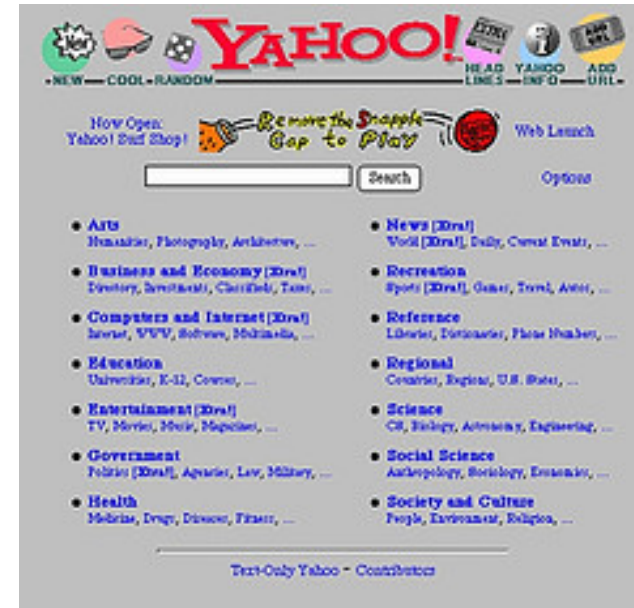 New YAHOO! EXTRA i ADD URL
NEW COOL RANDOM HEAD LINES YAHOO INFO ADD URL
Now Open: Yahoo! Surf Shop!
Remove the Snapple Cap to Play
Web Launch
Search Options
Arts
Humanities, Photography, Architecture, ...
Business and Economy [Xtra!]
Directory, Investments, Classifieds, Taxes, ...
Computers and Internet [Xtra!]
Internet, WWW, Software, Multimedia, ...
Education
Universities, K-12, Courses, ...
Entertainment [Xtra!]
TV, Movies, Music, Magazines, ...
Government
Politics [Xtra!], Agencies, Law, Military, ...
Health
Medicine, Drugs, Diseases, Fitness, ...
News [Xtra!]
World [Xtra!], Daily, Current Events, ...
Recreation
Sports [Xtra!], Games, Travel, Autos, ...
Reference
Libraries, Dictionaries, Phone Numbers, ...
Regional
Countries, Regions, U.S. States, ...
Science
CS, Biology, Astronomy, Engineering, ...
Social Science
Anthropology, Sociology, Economics, ...
Society and Culture
People, Environment, Religion, ...
Text-Only Yahoo - Contributors